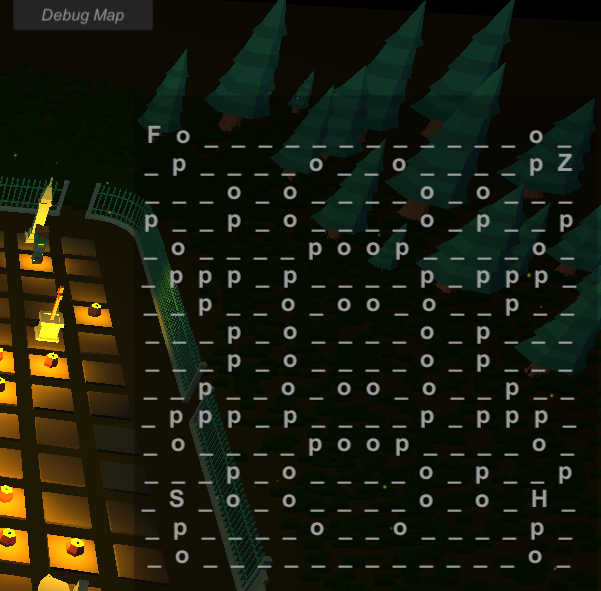 Debug Map
F o _ _ _ _ _ _ _ _ _ _ _ _ o _
_ p _ _ _ _ o _ _ o _ _ _ _ p Z
_ _ _ o _ o _ _ _ _ o _ o _ _ _
p _ _ p _ o _ _ _ _ o _ p _ _ p
_ o _ _ _ _ p o o p _ _ _ _ o _
_ p p p _ p _ _ _ _ p _ p p p _
_ _ p _ _ o _ o o _ o _ _ p _ _
_ _ _ p _ o _ _ _ _ o _ p _ _ _
_ _ _ p _ o _ _ _ _ o _ p _ _ _
_ _ p _ _ o _ o o _ o _ _ p _ _
_ p p p _ p _ _ _ _ p _ p p p _
_ o _ _ _ _ p o o p _ _ _ _ o _
_ _ _ p _ o _ _ _ _ o _ p _ _ p
_ S _ o _ o _ _ _ _ o _ o _ H _
_ p _ _ _ _ o _ _ o _ _ _ _ p _
_ o _ _ _ _ _ _ _ _ _ _ _ _ o _